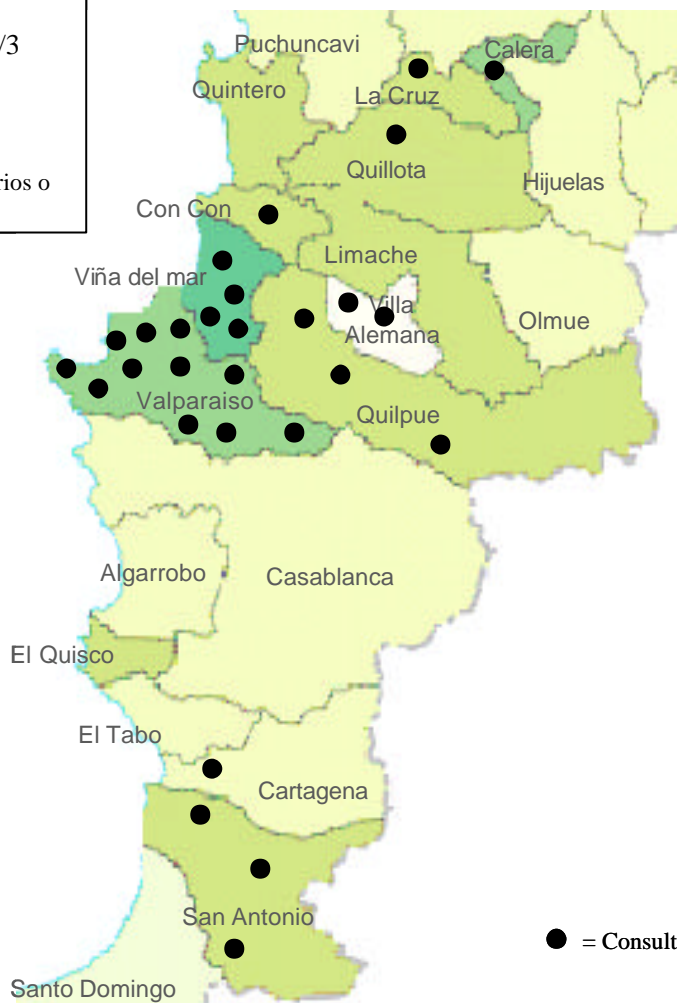 /3
rios o
Puchuncavi
Calera
Quintero
La Cruz
Quillota
Hijuelas
Con Con
Limache
Viña del mar
Villa
Alemana
Olmue
Valparaiso
Quilpue
Algarrobo
Casablanca
El Quisco
El Tabo
Cartagena
San Antonio
= Consult
Santo Domingo